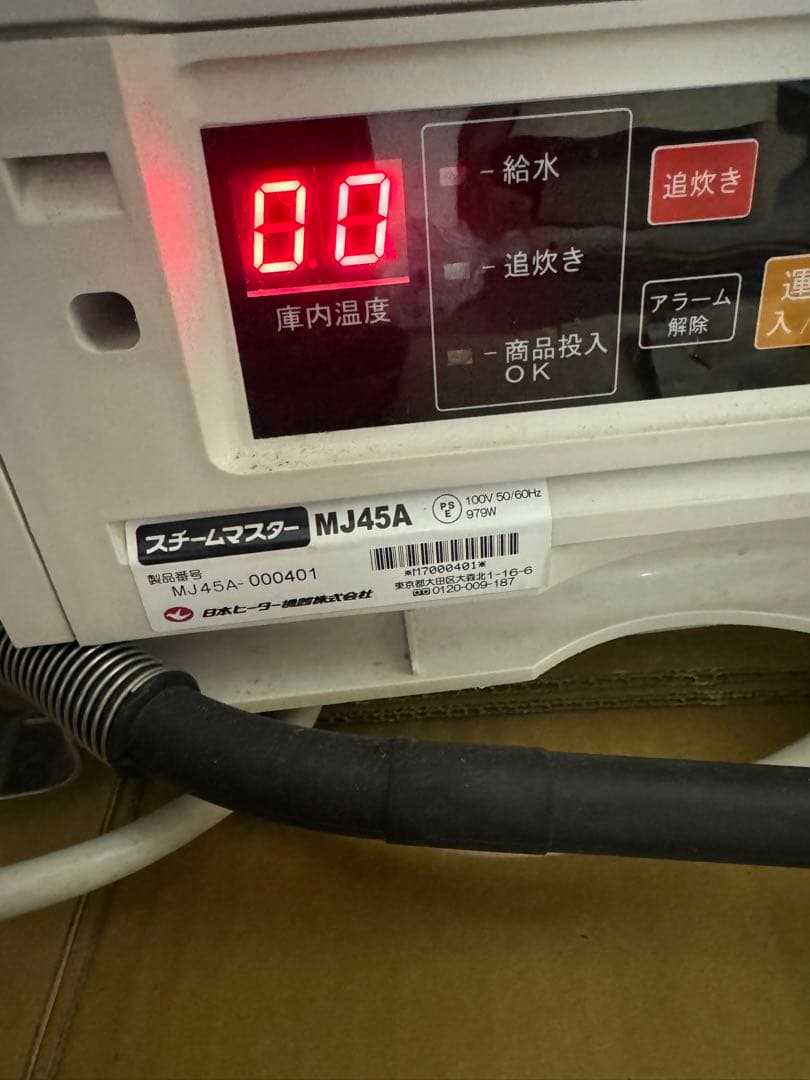 00
庫内温度
給水
追炊き
商品投入
OK
追炊き
アラーム
解除
運
入
スチームマスター MJ45A
PS
E
100V 50/60Hz
979W
製品番号
MJ45A-000401
*M7000401*
日本ヒーター機器株式会社
東京都大田区大森北1-16-6
0120-009-187